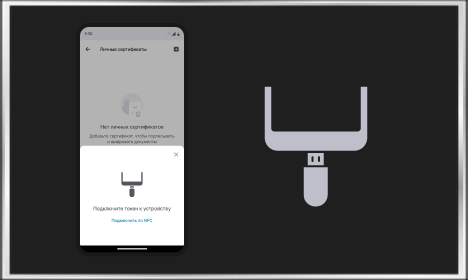 Личные сертификаты
Нет личных сертификатов
Добавьте сертификат, чтобы подписывать
и шифровать документы
Подключите токен к устройству
Подключить по NFC